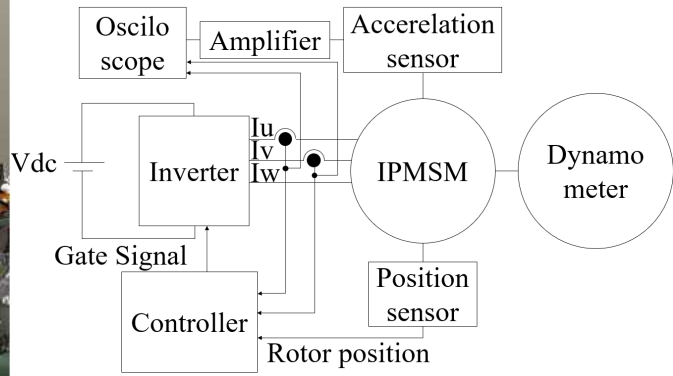 Oscilo
scope
Amplifier
Accerelation
sensor
Vdc
Inverter
Iu
Iv
Iw
IPMSM
Dynamo
meter
Gate Signal
Controller
Position
sensor
Rotor position